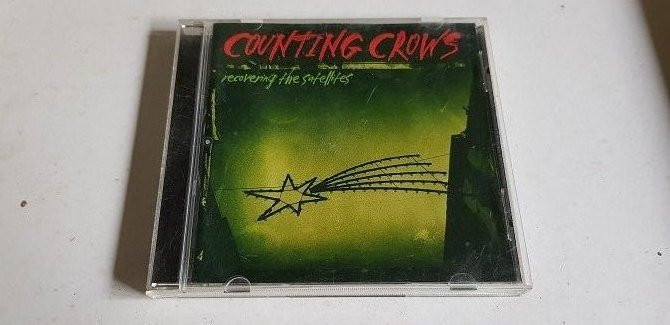 COUNTING CROWS
recovering the satellites